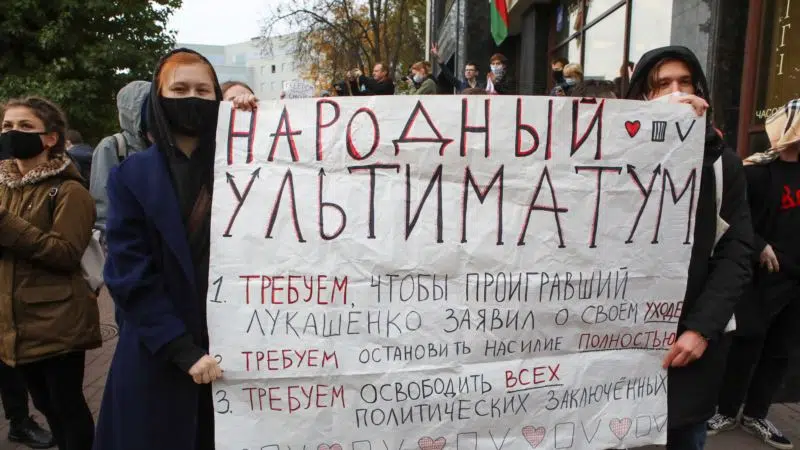 НАРОДНЫЙ
УЛЬТИМАТУМ
1. ТРЕБУЕМ, ЧТОБЫ ПРОИГРАВШИЙ
ЛУКАШЕНКО ЗАЯВИЛ О СВОЕМ УХОДЕ
2 ТРЕБУЕМ ОСТАНОВИТЬ НАСИЛИЕ ПОЛНОСТЬЮ
3. ТРЕБУЕМ ОСВОБОДИТЬ ВСЕХ
ПОЛИТИЧЕСКИХ ЗАКЛЮЧЁННЫХ